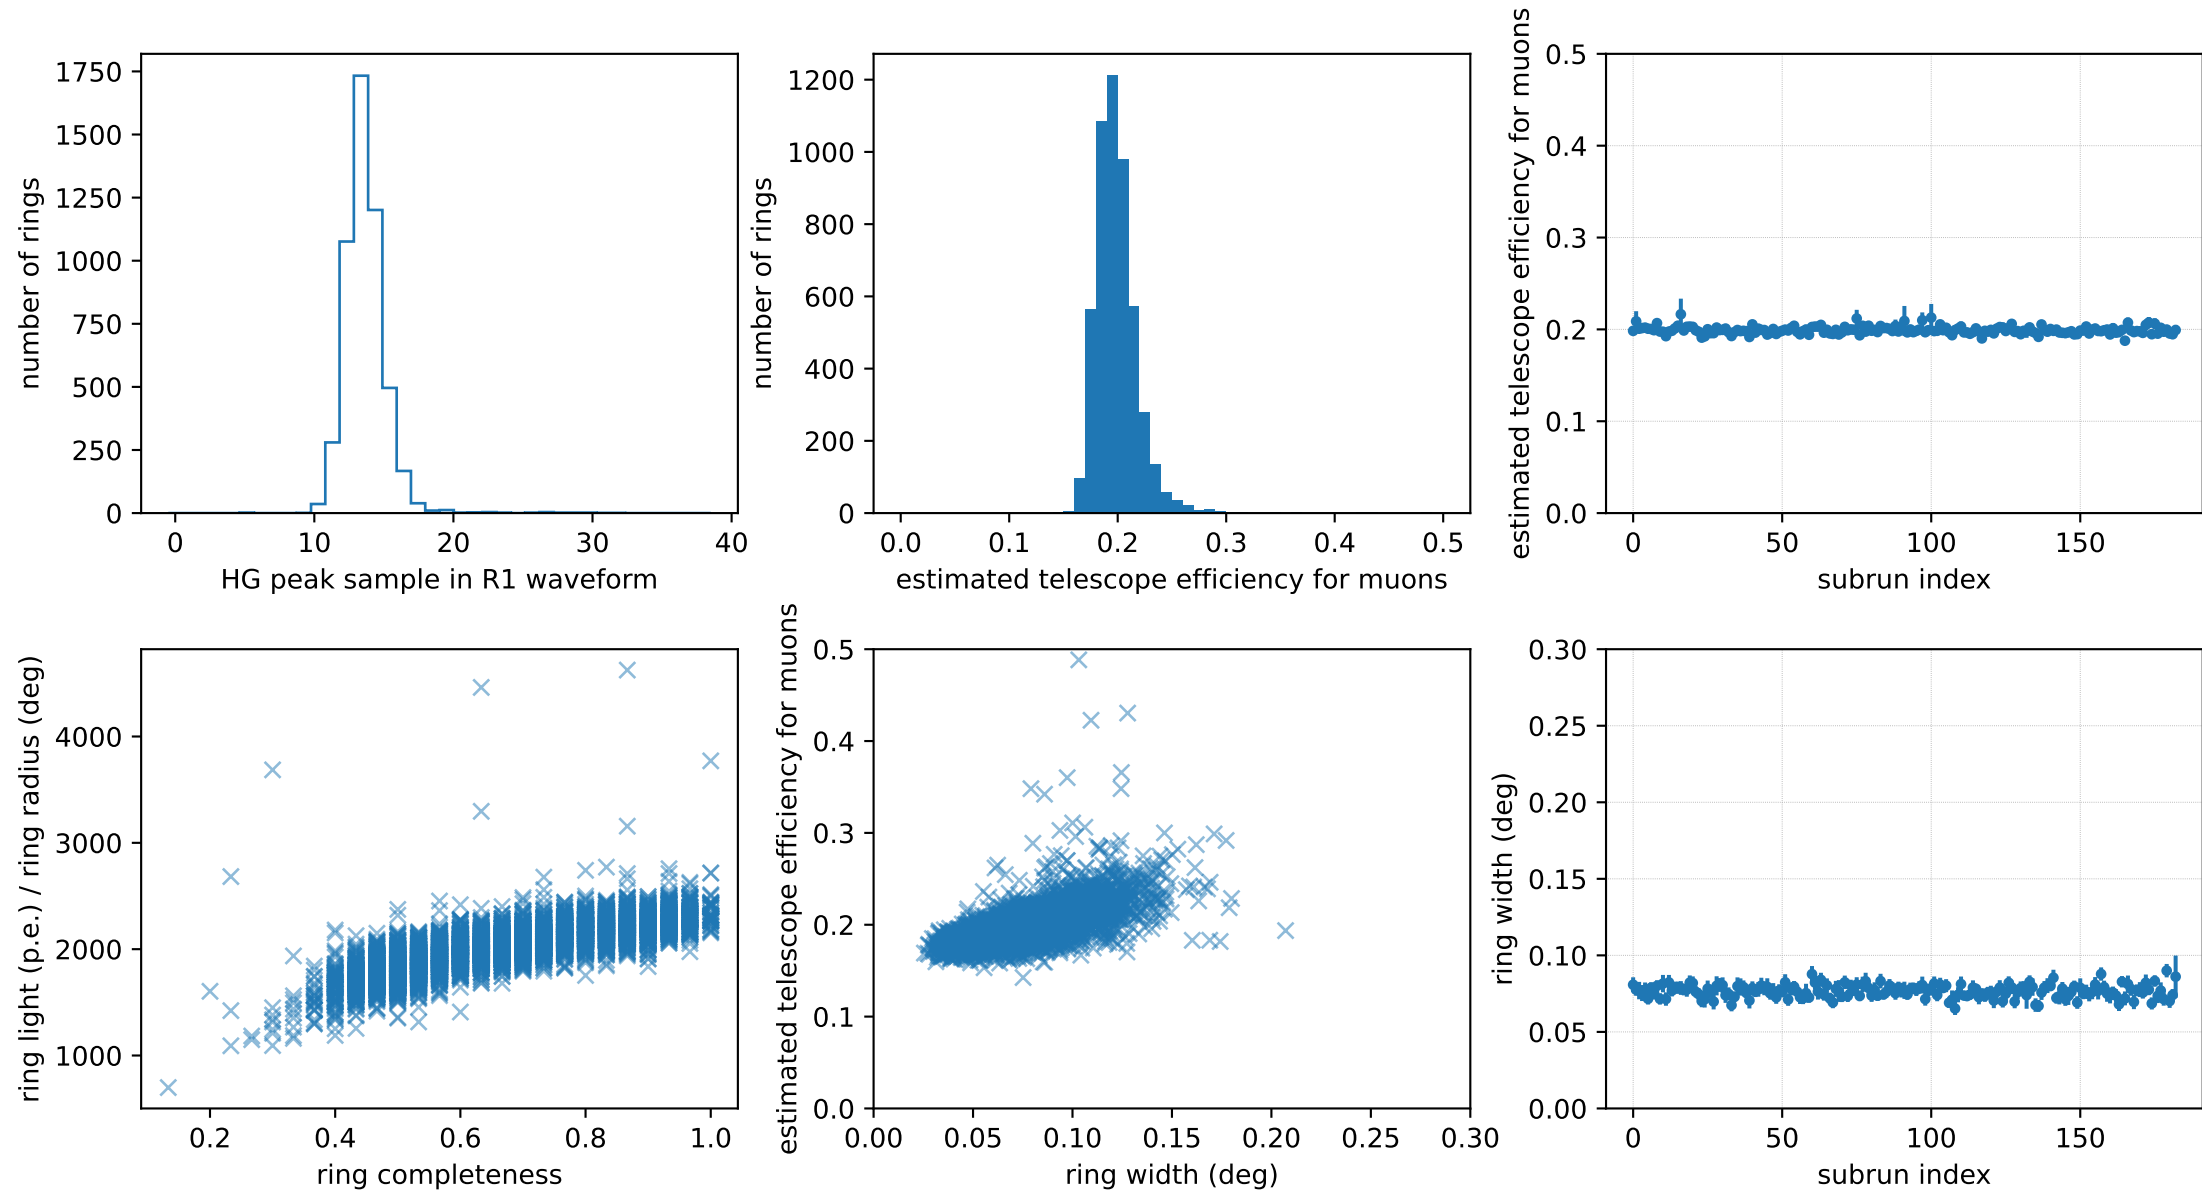 number of rings
1750
1500
1250
1000
750
500
250
0
0 10 20 30 40
HG peak sample in R1 waveform
number of rings
1200
1000
800
600
400
200
0
0.0 0.1 0.2 0.3 0.4 0.5
estimated telescope efficiency for muons
estimated telescope efficiency for muons
0.5
0.4
0.3
0.2
0.1
0.0
0 50 100 150
subrun index
ring light (p.e.) / ring radius (deg)
4000
3000
2000
1000
0.2 0.4 0.6 0.8 1.0
ring completeness
estimated telescope efficiency for muons
0.5
0.4
0.3
0.2
0.1
0.0
0.00 0.05 0.10 0.15 0.20 0.25 0.30
ring width (deg)
ring width (deg)
0.30
0.25
0.20
0.15
0.10
0.05
0.00
0 50 100 150
subrun index